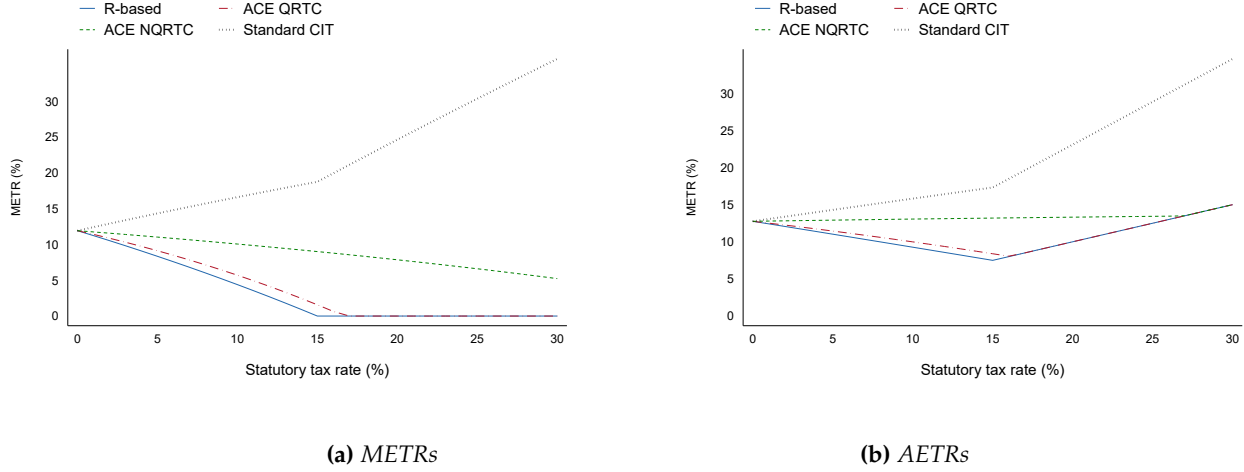 R-based ACE QRTC
ACE NQRTC Standard CIT
METR (%)
30
25
20
15
10
5
0
0 5 10 15 20 25 30
Statutory tax rate (%)
(a) METRs
R-based ACE QRTC
ACE NQRTC Standard CIT
METR (%)
30
25
20
15
10
5
0
0 5 10 15 20 25 30
Statutory tax rate (%)
(b) AETRs